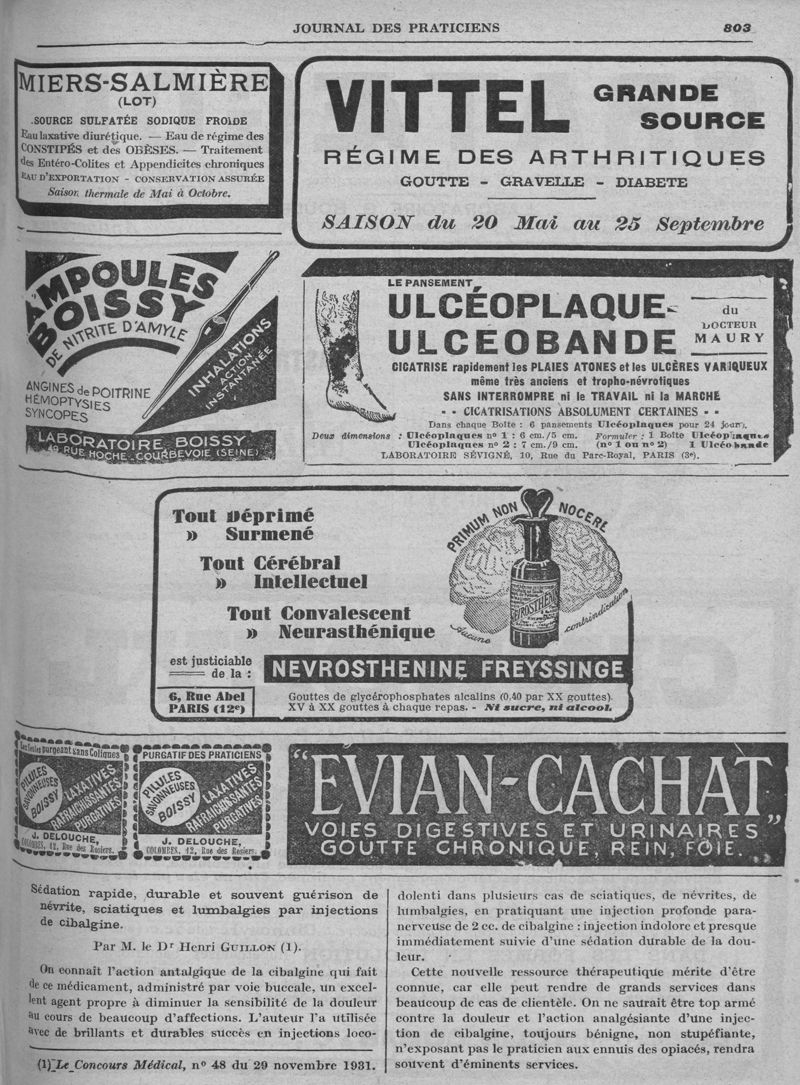 JOURNAL DES PRATICIENS 803
MIERS-SALMIÈRE
(LOT)
SOURCE SULFATÉE SODIQUE FROIDE
Eau laxative diurétique. — Eau de régime des
CONSTIPÉS et des OBÈSES. — Traitement
des Entéro-Colites et Appendicites chroniques
EAU D'EXPORTATION - CONSERVATION ASSURÉE
Saison thermale de Mai à Octobre.
VITTEL GRANDE
SOURCE
RÉGIME DES ARTHRITIQUES
GOUTTE - GRAVELLE - DIABETE
SAISON du 20 Mai au 25 Septembre
AMPOULES
BOISSY
DE NITRITE D'AMYLE
INHALATIONS
ACTION
INSTANTANÉE
ANGINES de POITRINE
HÉMOPTYSIES
SYNCOPES
LABORATOIRE BOISSY
49 RUE HOCHE - COURBEVOIE (SEINE)
LE PANSEMENT
ULCÉOPLAQUE-
ULCEOBANDE
du
DOCTEUR
MAURY
CICATRISE rapidement les PLAIES ATONES et les ULCÈRES VARIQUEUX
même très anciens et tropho-névrotiques
SANS INTERROMPRE ni le TRAVAIL ni la MARCHE
- - CICATRISATIONS ABSOLUMENT CERTAINES - -
Dans chaque Boîte : 6 pansements Ulcéoplaques pour 24 jours.
Deux dimensions : Ulcéoplaques nº 1 : 6 cm./5 cm. Formuler : 1 Boîte Ulcéoplaques
Ulcéoplaques nº 2 : 7 cm./9 cm. (nº 1 ou nº 2) 1 Ulcéobande
LABORATOIRE SÉVIGNÉ, 10, Rue du Parc-Royal, PARIS (3e).
Tout Déprimé
» Surmené
Tout Cérébral
» Intellectuel
Tout Convalescent
» Neurasthénique
PRIMUM NON NOCERE
Aucune contrindication
est justiciable
de la :
NEVROSTHENINE FREYSSINGE
6, Rue Abel
PARIS (12e)
Gouttes de glycérophosphates alcalins (0,40 par XX gouttes).
XV à XX gouttes à chaque repas. - Ni sucre, ni alcool.
Les seules purgeant sans Coliques
PILULES
SAVONNEUSES
BOISSY
LAXATIVES
RAFRAICHISSANTES
PURGATIVES
J. DELOUCHE,
COLOMBES, 12, Rue des Rosiers.
PURGATIF DES PRATICIENS
PILULES
SAVONNEUSES
BOISSY
LAXATIVES
RAFRAICHISSANTES
PURGATIVES
J. DELOUCHE,
COLOMBES, 12, Rue des Rosiers.
"EVIAN-CACHAT"
VOIES DIGESTIVES ET URINAIRES
GOUTTE CHRONIQUE, REIN, FOIE.
Sédation rapide, durable et souvent guérison de
névrite, sciatiques et lumbalgies par injections
de cibalgine.
Par M. le Dr Henri GUILLON (1).
On connaît l'action antalgique de la cibalgine qui fait
de ce médicament, administré par voie buccale, un excel-
lent agent propre à diminuer la sensibilité de la douleur
au cours de beaucoup d'affections. L'auteur l'a utilisée
avec de brillants et durables succès en injections loco-
(1) Le Concours Médical, nº 48 du 29 novembre 1931.
dolenti dans plusieurs cas de sciatiques, de névrites, de
lumbalgies, en pratiquant une injection profonde para-
nerveuse de 2 cc. de cibalgine : injection indolore et presque
immédiatement suivie d'une sédation durable de la dou-
leur.
Cette nouvelle ressource thérapeutique mérite d'être
connue, car elle peut rendre de grands services dans
beaucoup de cas de clientèle. On ne saurait être top armé
contre la douleur et l'action analgésiante d'une injec-
tion de cibalgine, toujours bénigne, non stupéfiante,
n'exposant pas le praticien aux ennuis des opiacés, rendra
souvent d'éminents services.